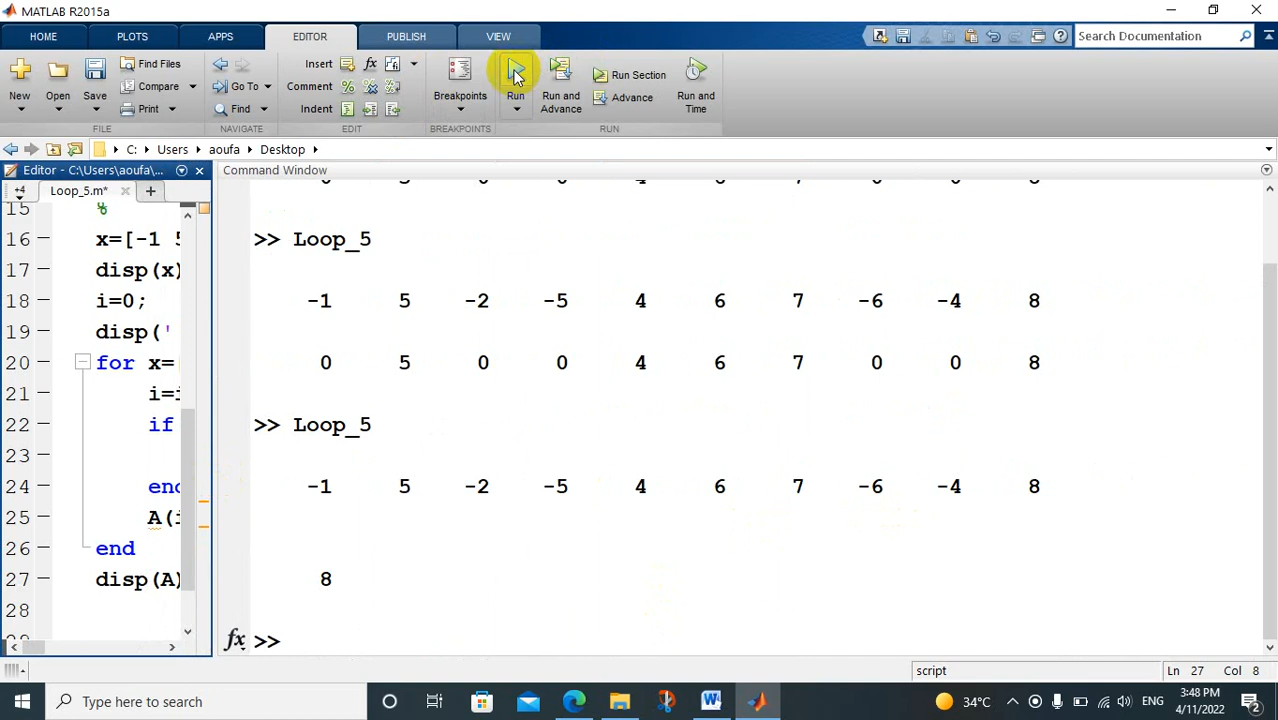 MATLAB R2015a
HOME PLOTS APPS EDITOR PUBLISH VIEW Search Documentation
New Open Save Find Files Compare Print Go To Find Insert Comment Indent fx Breakpoints Run Run and Advance Run Section Advance Run and Time
FILE NAVIGATE EDIT BREAKPOINTS RUN
C: Users aoufa Desktop
Editor - C:\Users\aoufa\... Command Window
Loop_5.m*
15 %
16 x=[-1 5
17 disp(x)
18 i=0;
19 disp('
20 for x=
21 i=i
22 if
23
24 end
25 A(i
26 end
27 disp(A)
28
>> Loop_5
-1 5 -2 -5 4 6 7 -6 -4 8
0 5 0 0 4 6 7 0 0 8
>> Loop_5
-1 5 -2 -5 4 6 7 -6 -4 8
8
fx >>
script Ln 27 Col 8
Type here to search 34°C ENG 3:48 PM
4/11/2022 2